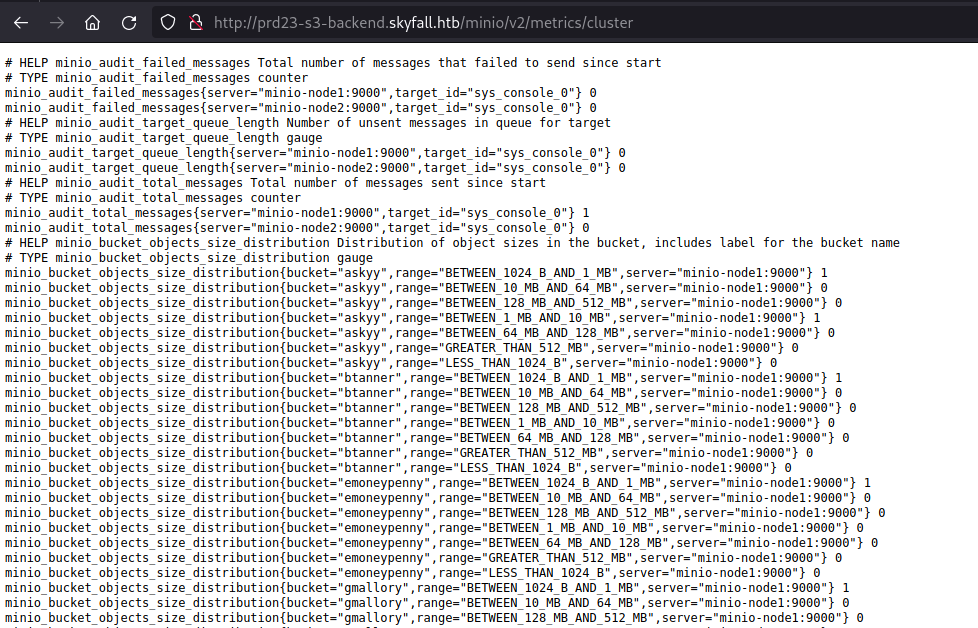 http://prd23-s3-backend.skyfall.htb/minio/v2/metrics/cluster
# HELP minio_audit_failed_messages Total number of messages that failed to send since start
# TYPE minio_audit_failed_messages counter
minio_audit_failed_messages{server="minio-node1:9000",target_id="sys_console_0"} 0
minio_audit_failed_messages{server="minio-node2:9000",target_id="sys_console_0"} 0
# HELP minio_audit_target_queue_length Number of unsent messages in queue for target
# TYPE minio_audit_target_queue_length gauge
minio_audit_target_queue_length{server="minio-node1:9000",target_id="sys_console_0"} 0
minio_audit_target_queue_length{server="minio-node2:9000",target_id="sys_console_0"} 0
# HELP minio_audit_total_messages Total number of messages sent since start
# TYPE minio_audit_total_messages counter
minio_audit_total_messages{server="minio-node1:9000",target_id="sys_console_0"} 1
minio_audit_total_messages{server="minio-node2:9000",target_id="sys_console_0"} 0
# HELP minio_bucket_objects_size_distribution Distribution of object sizes in the bucket, includes label for the bucket name
# TYPE minio_bucket_objects_size_distribution gauge
minio_bucket_objects_size_distribution{bucket="askyy",range="BETWEEN_1024_B_AND_1_MB",server="minio-node1:9000"} 1
minio_bucket_objects_size_distribution{bucket="askyy",range="BETWEEN_10_MB_AND_64_MB",server="minio-node1:9000"} 0
minio_bucket_objects_size_distribution{bucket="askyy",range="BETWEEN_128_MB_AND_512_MB",server="minio-node1:9000"} 0
minio_bucket_objects_size_distribution{bucket="askyy",range="BETWEEN_1_MB_AND_10_MB",server="minio-node1:9000"} 1
minio_bucket_objects_size_distribution{bucket="askyy",range="BETWEEN_64_MB_AND_128_MB",server="minio-node1:9000"} 0
minio_bucket_objects_size_distribution{bucket="askyy",range="GREATER_THAN_512_MB",server="minio-node1:9000"} 0
minio_bucket_objects_size_distribution{bucket="askyy",range="LESS_THAN_1024_B",server="minio-node1:9000"} 0
minio_bucket_objects_size_distribution{bucket="btanner",range="BETWEEN_1024_B_AND_1_MB",server="minio-node1:9000"} 1
minio_bucket_objects_size_distribution{bucket="btanner",range="BETWEEN_10_MB_AND_64_MB",server="minio-node1:9000"} 0
minio_bucket_objects_size_distribution{bucket="btanner",range="BETWEEN_128_MB_AND_512_MB",server="minio-node1:9000"} 0
minio_bucket_objects_size_distribution{bucket="btanner",range="BETWEEN_1_MB_AND_10_MB",server="minio-node1:9000"} 0
minio_bucket_objects_size_distribution{bucket="btanner",range="BETWEEN_64_MB_AND_128_MB",server="minio-node1:9000"} 0
minio_bucket_objects_size_distribution{bucket="btanner",range="GREATER_THAN_512_MB",server="minio-node1:9000"} 0
minio_bucket_objects_size_distribution{bucket="btanner",range="LESS_THAN_1024_B",server="minio-node1:9000"} 0
minio_bucket_objects_size_distribution{bucket="emoneypenny",range="BETWEEN_1024_B_AND_1_MB",server="minio-node1:9000"} 1
minio_bucket_objects_size_distribution{bucket="emoneypenny",range="BETWEEN_10_MB_AND_64_MB",server="minio-node1:9000"} 0
minio_bucket_objects_size_distribution{bucket="emoneypenny",range="BETWEEN_128_MB_AND_512_MB",server="minio-node1:9000"} 0
minio_bucket_objects_size_distribution{bucket="emoneypenny",range="BETWEEN_1_MB_AND_10_MB",server="minio-node1:9000"} 0
minio_bucket_objects_size_distribution{bucket="emoneypenny",range="BETWEEN_64_MB_AND_128_MB",server="minio-node1:9000"} 0
minio_bucket_objects_size_distribution{bucket="emoneypenny",range="GREATER_THAN_512_MB",server="minio-node1:9000"} 0
minio_bucket_objects_size_distribution{bucket="emoneypenny",range="LESS_THAN_1024_B",server="minio-node1:9000"} 0
minio_bucket_objects_size_distribution{bucket="gmallory",range="BETWEEN_1024_B_AND_1_MB",server="minio-node1:9000"} 1
minio_bucket_objects_size_distribution{bucket="gmallory",range="BETWEEN_10_MB_AND_64_MB",server="minio-node1:9000"} 0
minio_bucket_objects_size_distribution{bucket="gmallory",range="BETWEEN_128_MB_AND_512_MB",server="minio-node1:9000"} 0